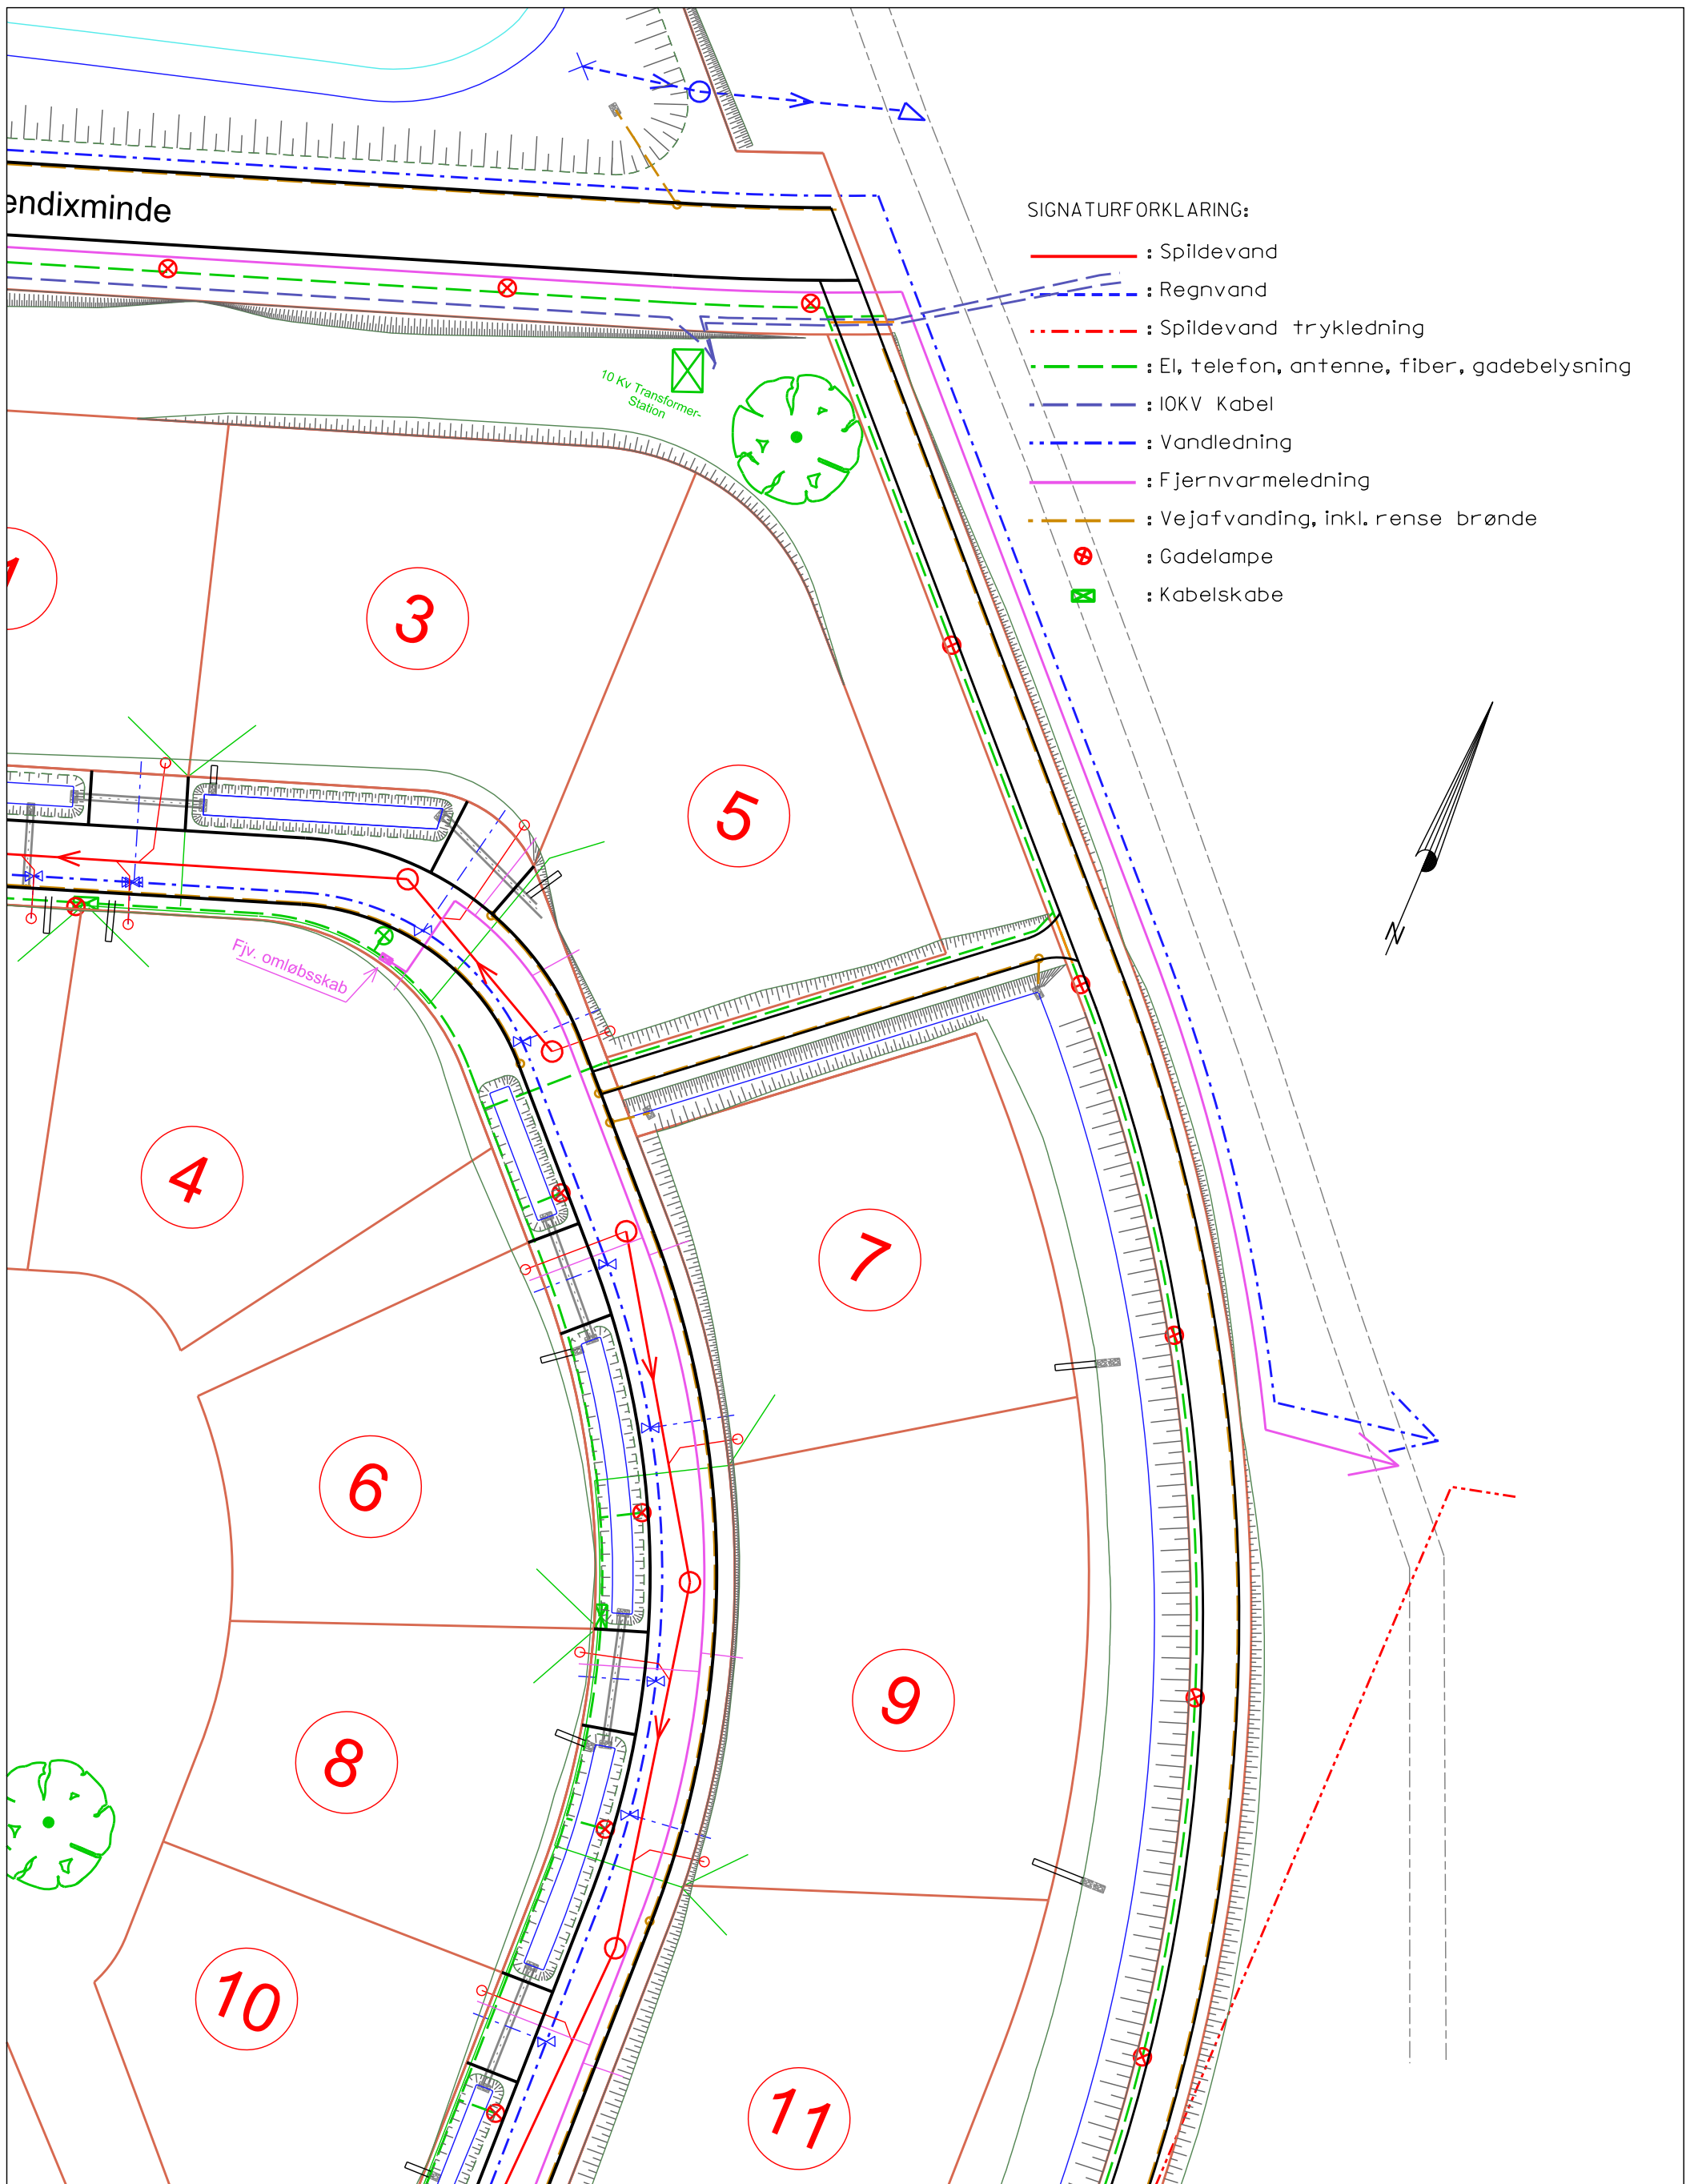 endixminde
SIGNATURFORKLARING:
: Spildevand
: Regnvand
: Spildevand trykledning
: El, telefon, antenne, fiber, gadebelysning
: 10KV Kabel
: Vandledning
: Fjernvarmeledning
: Vejafvanding, inkl. rense brønde
: Gadelampe
: Kabelskabe
10 Kv Transformer-
Station
1
3
5
N
Fjv. omløbsskab
4
7
6
9
8
10
11